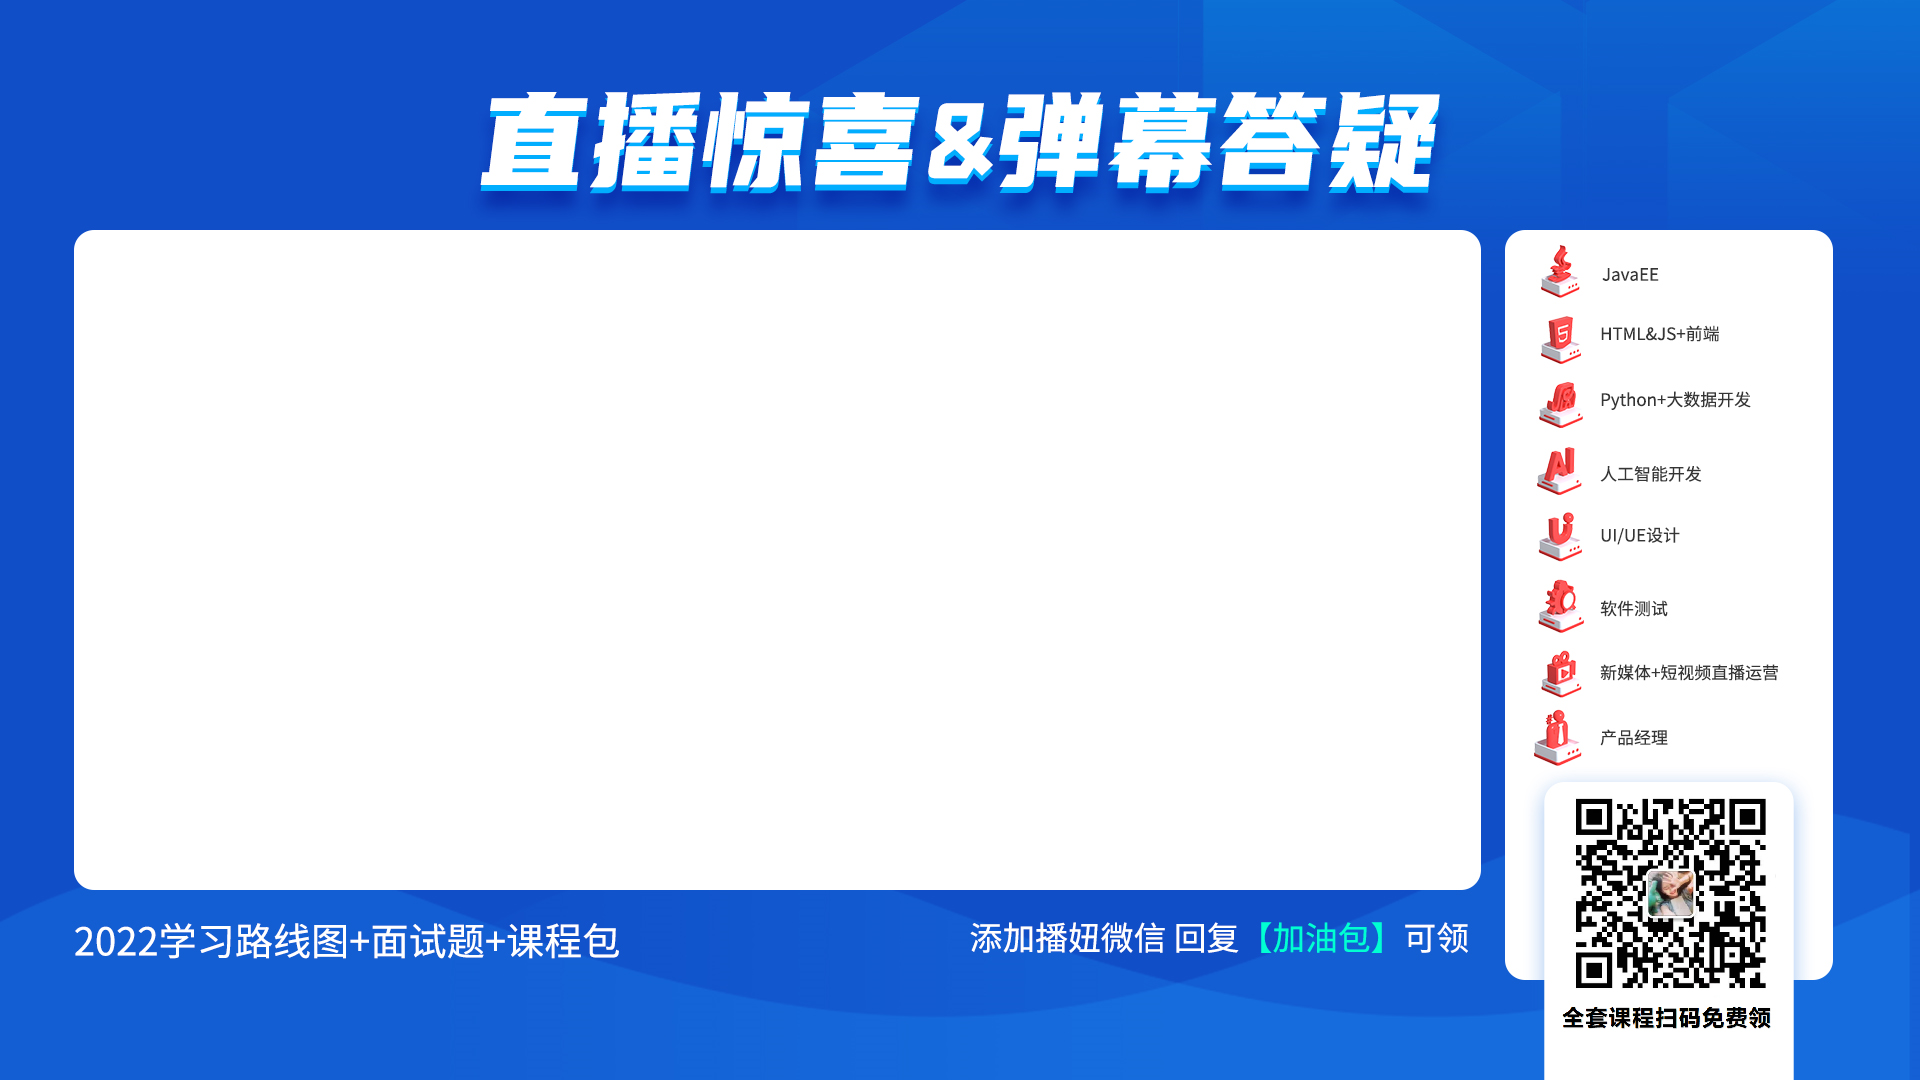 直播惊喜&弹幕答疑
JavaEE
HTML&JS+前端
Python+大数据开发
人工智能开发
UI/UE设计
软件测试
新媒体+短视频直播运营
产品经理
2022学习路线图+面试题+课程包
添加播妞微信 回复【加油包】可领
全套课程扫码免费领